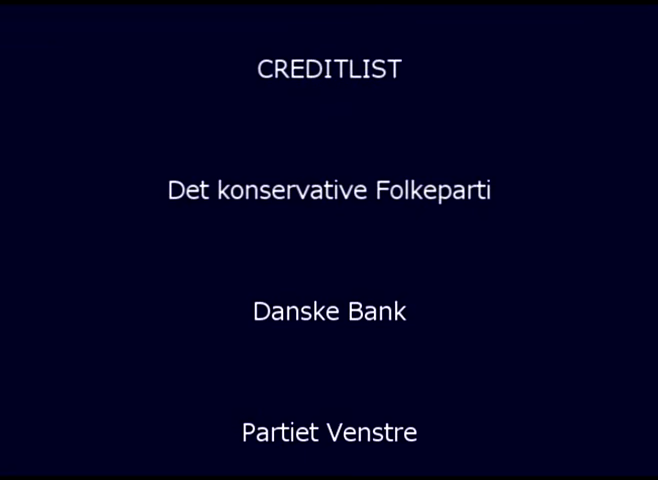 CREDITLIST
Det konservative Folkeparti
Danske Bank
Partiet Venstre